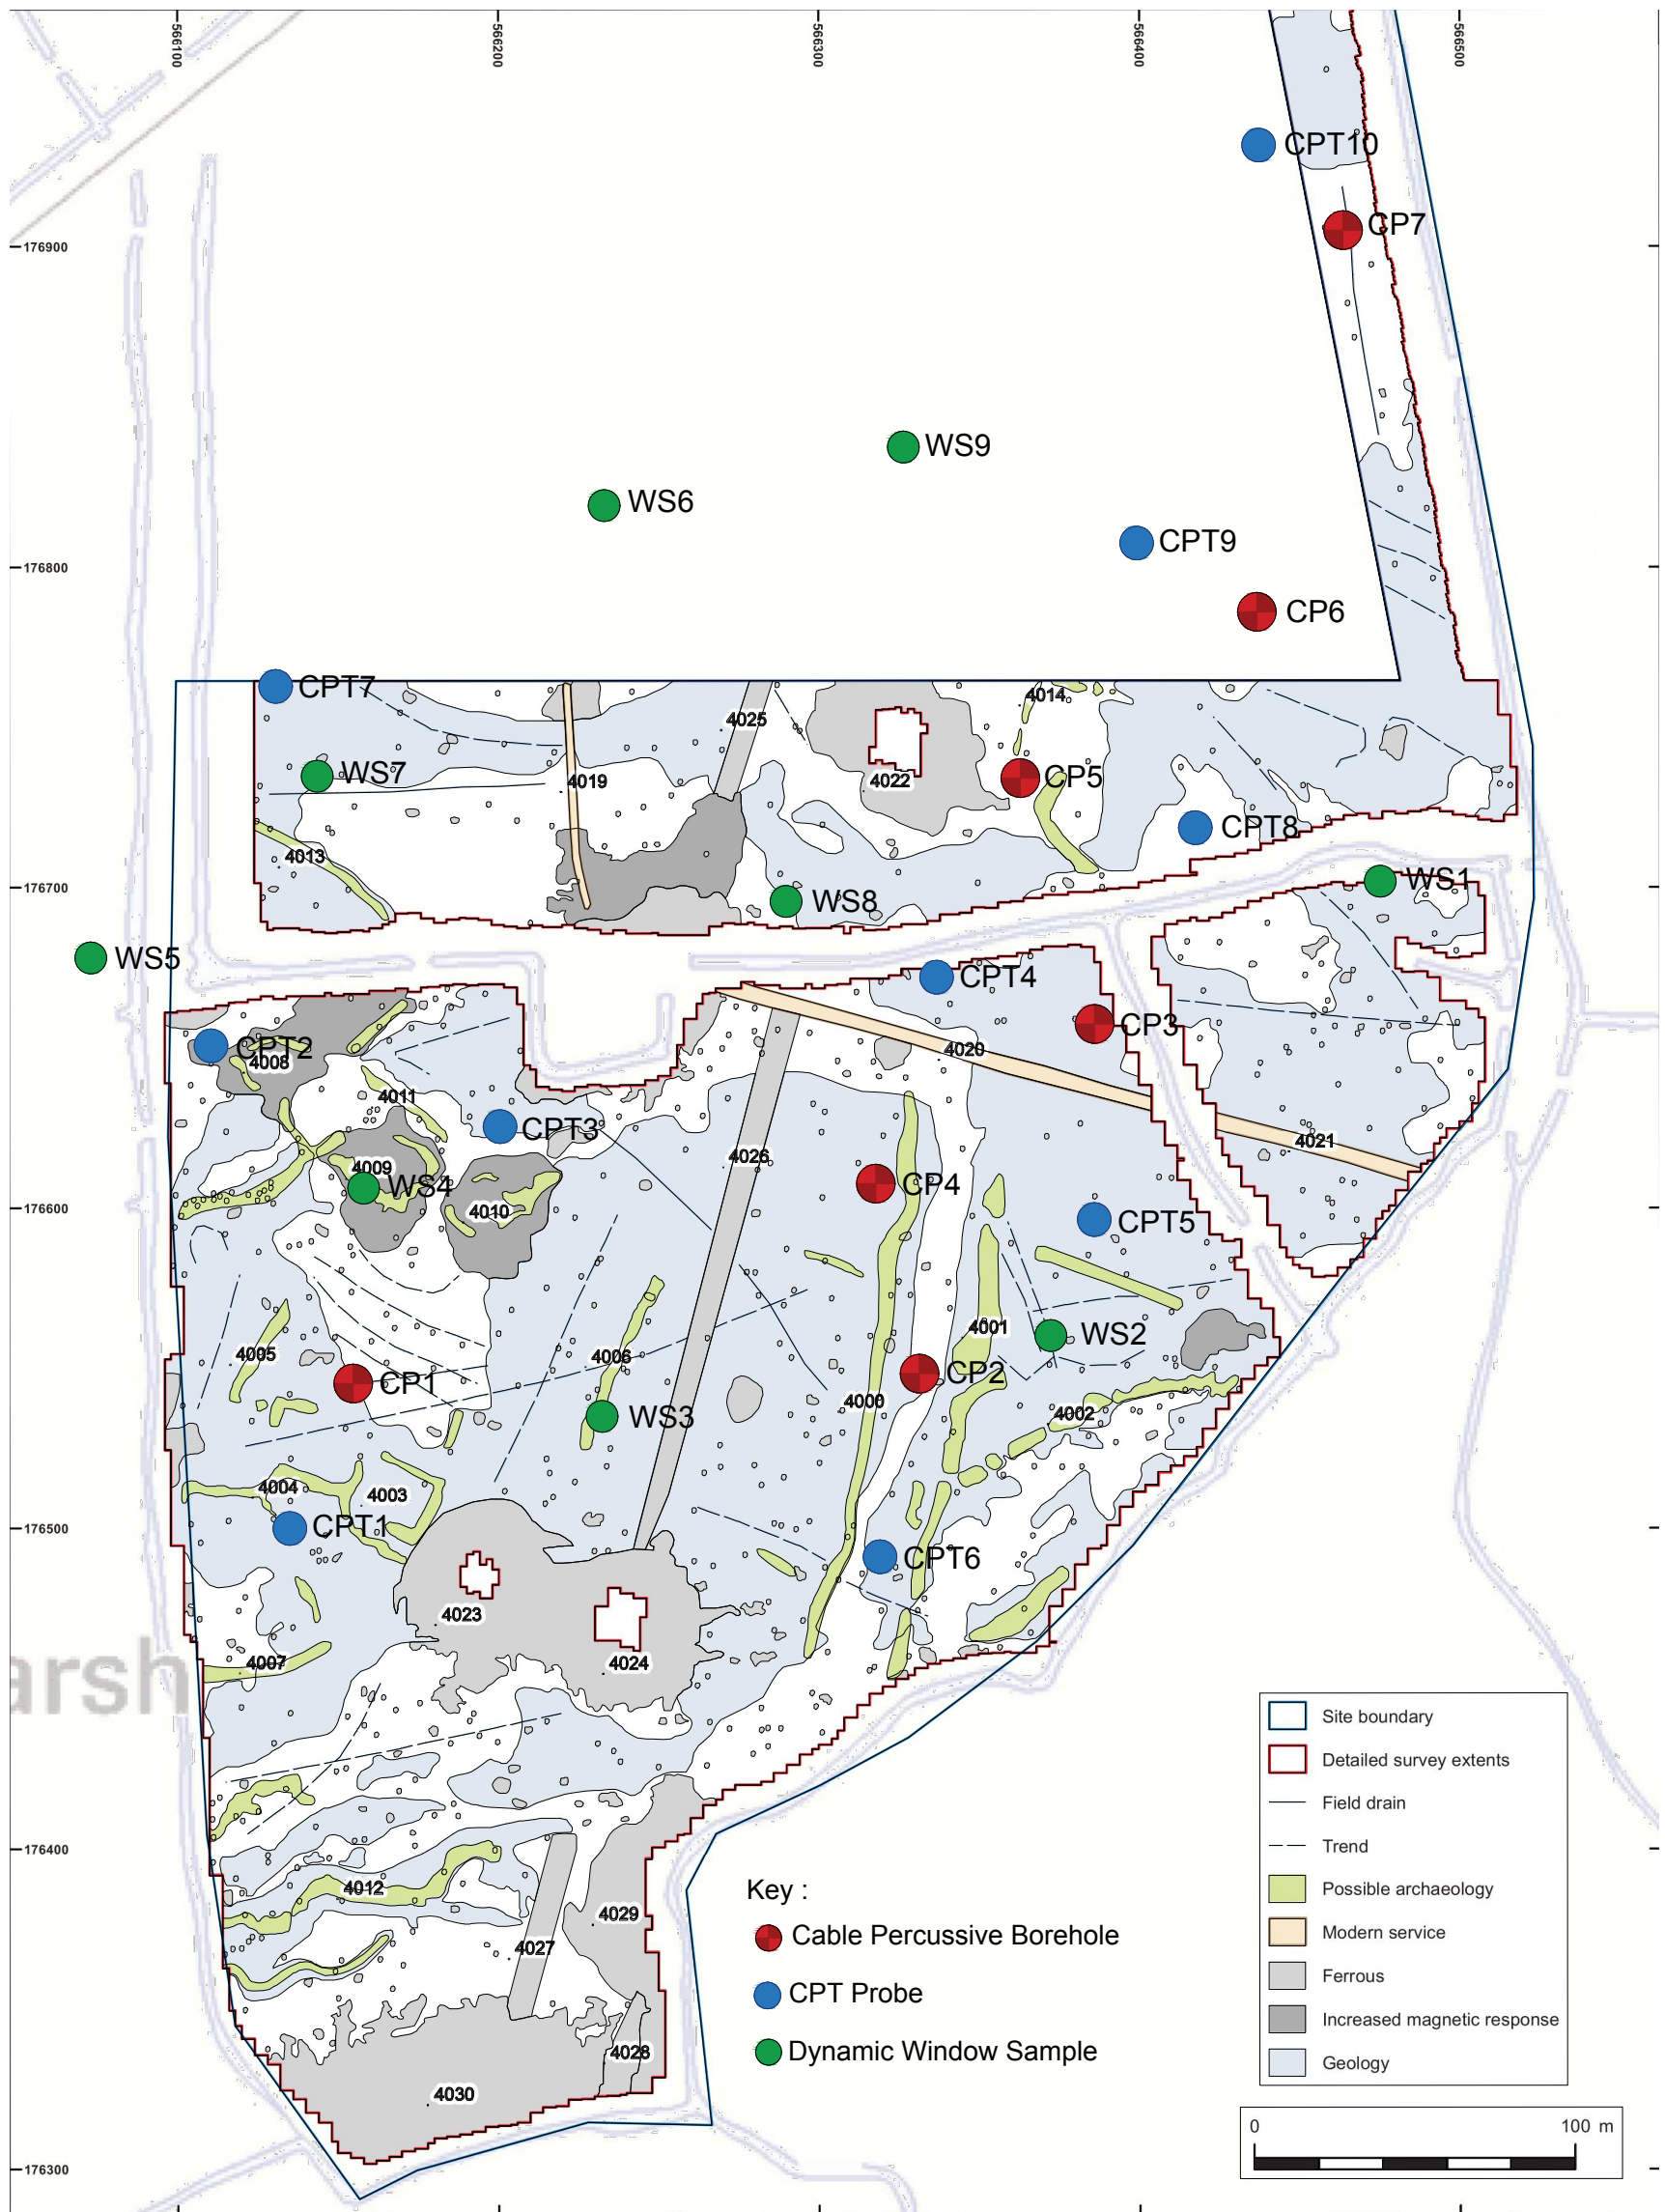 566100
566200
566300
566400
566500
CPT10
CP7
176900
WS9
WS6
CPT9
176800
CP6
CPT7
4014
4025
WS7
4019
4022
CP5
CPT8
4013
176700
WS8
WS1
WS5
CPT4
CP3
CPT2
4008
4020
4011
CPT3
4021
4026
4009
WS4
CP4
4010
176600
CPT5
4001
WS2
4005
4006
CP1
CP2
4000
4002
WS3
4004
4003
176500
CPT1
CPT6
4023
4024
4007
arsh
176400
4012
4029
4027
4028
4030
176300
Key :
Cable Percussive Borehole
CPT Probe
Dynamic Window Sample
Site boundary
Detailed survey extents
Field drain
Trend
Possible archaeology
Modern service
Ferrous
Increased magnetic response
Geology
0 100 m